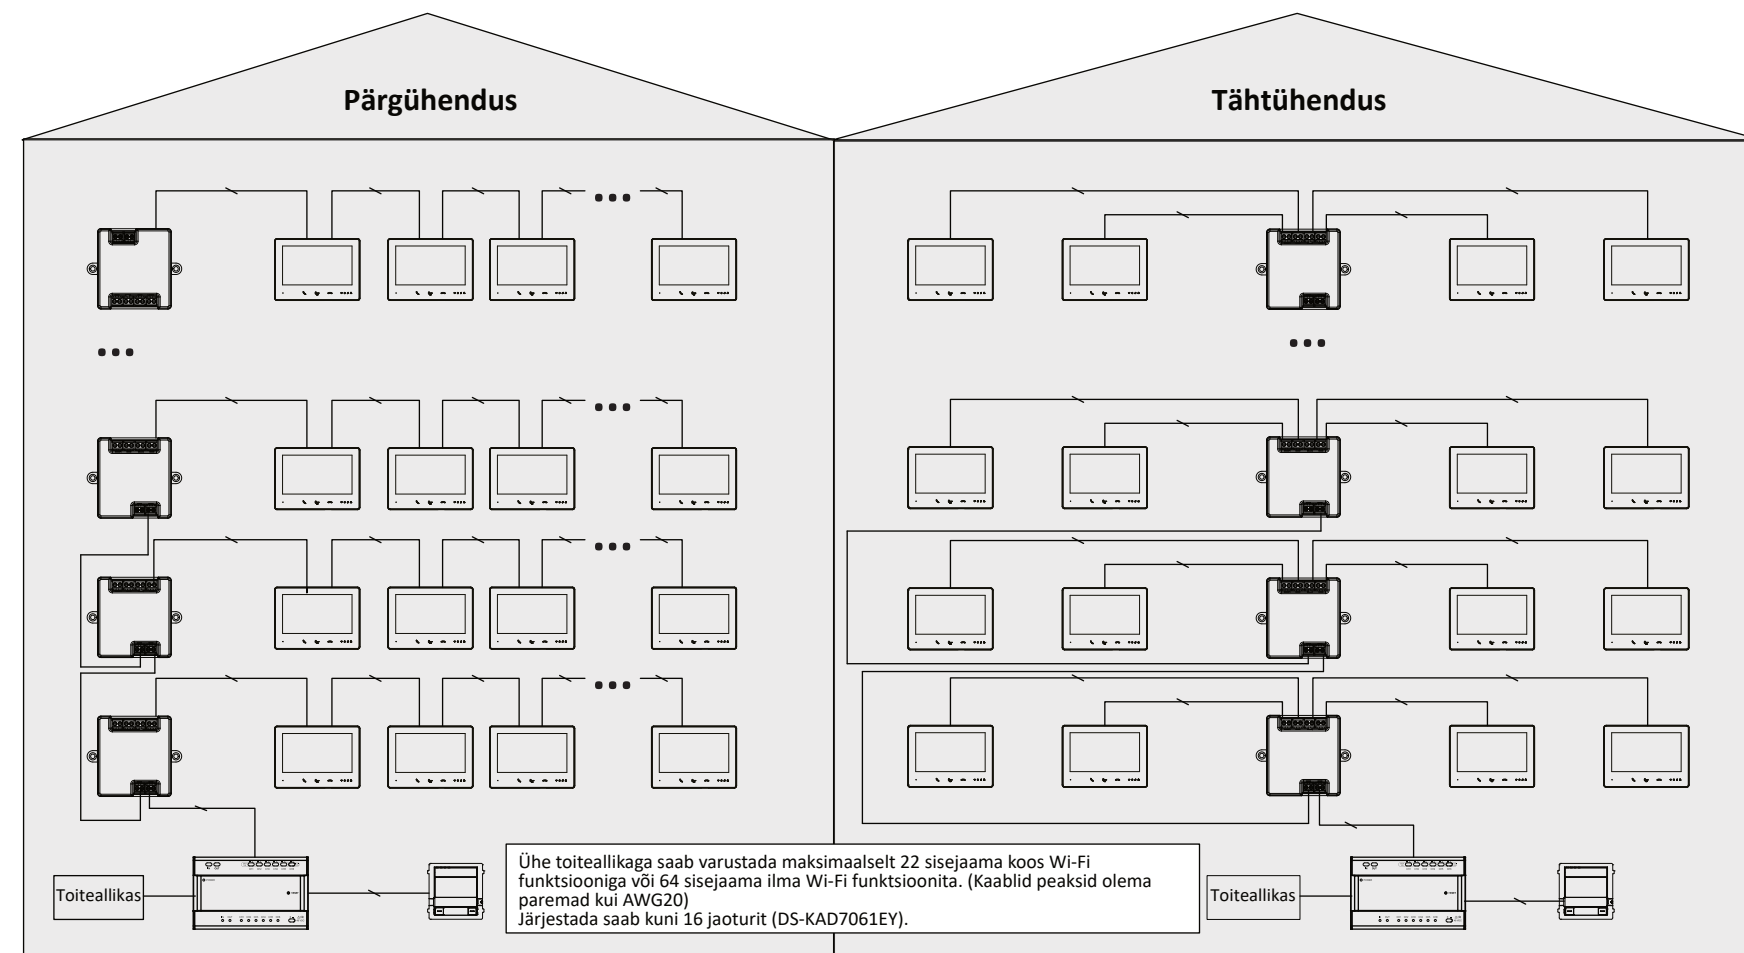 Pärgühendus
Tähtühendus
Toiteallikas
Ühe toiteallikaga saab varustada maksimaalselt 22 sisejaama koos Wi-Fi
funktsiooniga või 64 sisejaama ilma Wi-Fi funktsioonita. (Kaablid peaksid olema
paremad kui AWG20)
Järjestada saab kuni 16 jaoturit (DS-KAD7061EY).
Toiteallikas